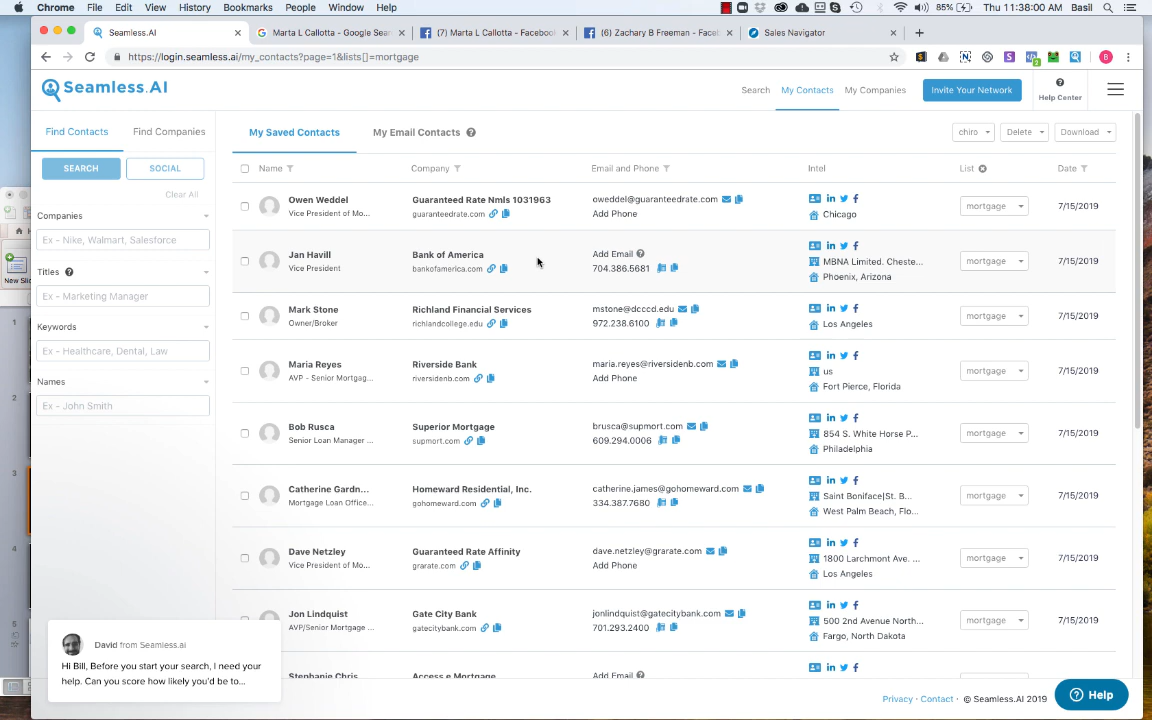 Chrome File Edit View History Bookmarks People Window Help
85% Thu 11:38:00 AM Basil
Seamless.AI
Marta L Callotta - Google Sear
(7) Marta L Callotta - Facebook
(6) Zachary B Freeman - Face
Sales Navigator
https://login.seamless.ai/my_contacts?page=1&lists[]=mortgage
Seamless.AI
Search My Contacts My Companies Invite Your Network Help Center
Find Contacts Find Companies
My Saved Contacts My Email Contacts
chiro Delete Download
SEARCH SOCIAL
Clear All
Companies
Ex – Nike, Walmart, Salesforce
Titles
Ex – Marketing Manager
Keywords
Ex – Healthcare, Dental, Law
Names
Ex – John Smith
Name Company Email and Phone Intel List Date
Owen Weddel Guaranteed Rate Nmls 1031963 oweddel@guaranteedrate.com
Vice President of Mo... guaranteedrate.com Add Phone Chicago mortgage 7/15/2019
Jan Havill Bank of America Add Email
Vice President bankofamerica.com 704.386.5681 MBNA Limited. Cheste... mortgage 7/15/2019
Phoenix, Arizona
Mark Stone Richland Financial Services mstone@dcccd.edu
Owner/Broker richlandcollege.edu 972.238.6100 Los Angeles mortgage 7/15/2019
Maria Reyes Riverside Bank maria.reyes@riversidenb.com
AVP - Senior Mortgag... riversidenb.com Add Phone us mortgage 7/15/2019
Fort Pierce, Florida
Bob Rusca Superior Mortgage brusca@supmort.com
Senior Loan Manager ... supmort.com 609.294.0006 854 S. White Horse P... mortgage 7/15/2019
Philadelphia
Catherine Gardn... Homeward Residential, Inc. catherine.james@gohomeward.com
Mortgage Loan Office... gohomeward.com 334.387.7680 Saint Boniface|St. B... mortgage 7/15/2019
West Palm Beach, Flo...
Dave Netzley Guaranteed Rate Affinity dave.netzley@grarate.com
Vice President of Mo... grarate.com Add Phone 1800 Larchmont Ave. ... mortgage 7/15/2019
Los Angeles
Jon Lindquist Gate City Bank jonlindquist@gatecitybank.com
AVP/Senior Mortgage ... gatecitybank.com 701.293.2400 500 2nd Avenue North... mortgage 7/15/2019
Fargo, North Dakota
Stephanie Chris Access e Mortgage Add Email
David from Seamless.ai
Hi Bill, Before you start your search, I need your
help. Can you score how likely you'd be to...
Privacy · Contact · © Seamless.AI 2019
Help
New Sli
1
2
3
4
5